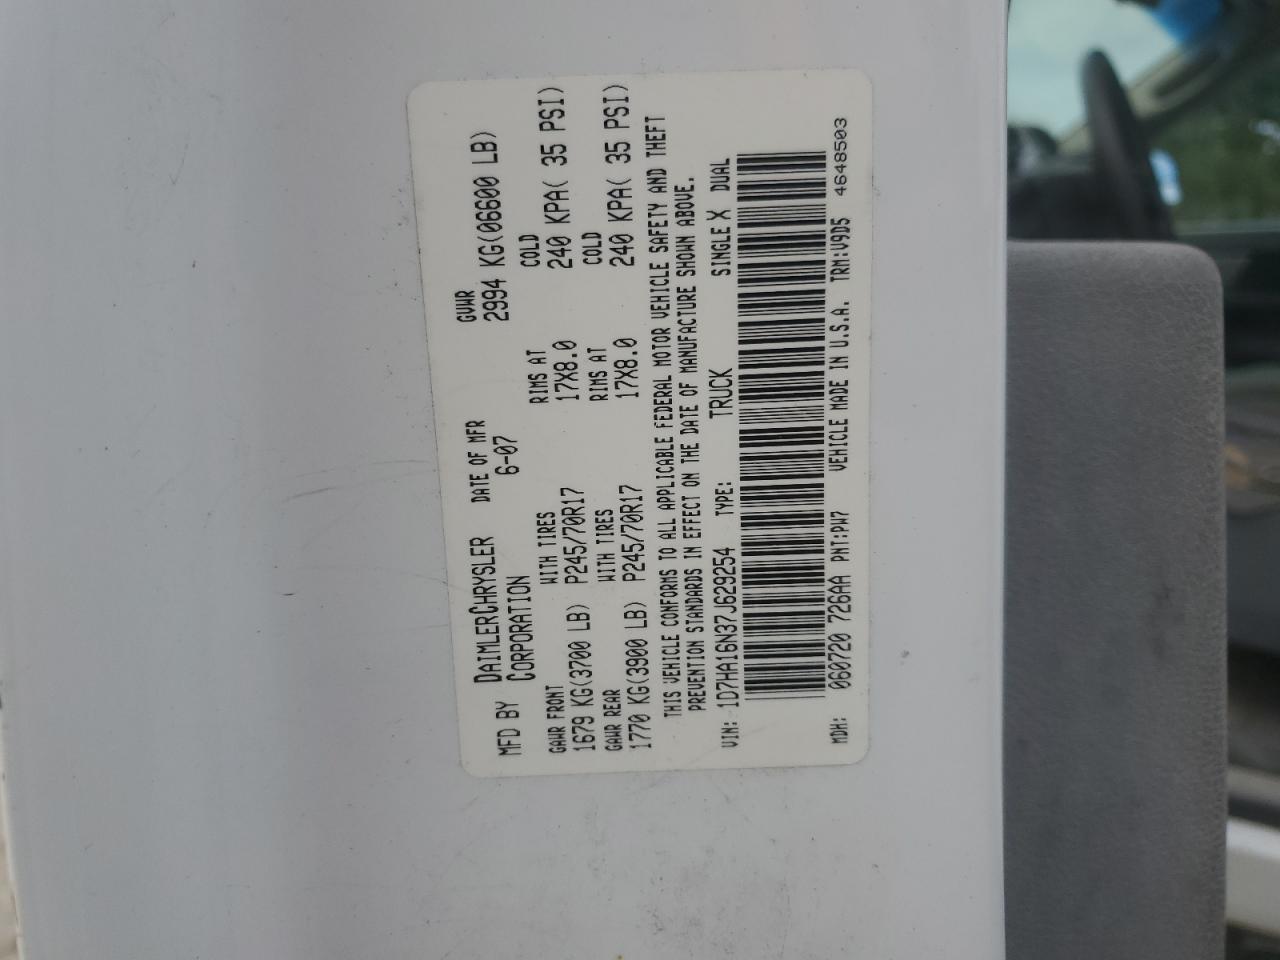 MFD BY DAIMLERCHRYSLER CORPORATION DATE OF MFR 6-07 GVWR 2994 KG(06600 LB)
GAWR FRONT WITH TIRES RIMS AT COLD
1679 KG(3700 LB) P245/70R17 17X8.0 240 KPA( 35 PSI)
GAWR REAR WITH TIRES RIMS AT COLD
1770 KG(3900 LB) P245/70R17 17X8.0 240 KPA( 35 PSI)
THIS VEHICLE CONFORMS TO ALL APPLICABLE FEDERAL MOTOR VEHICLE SAFETY AND THEFT
PREVENTION STANDARDS IN EFFECT ON THE DATE OF MANUFACTURE SHOWN ABOVE.
VIN: 1D7HA16N37J629254 TYPE: TRUCK SINGLE X DUAL
MDH: 060720 726AA PNT:PW7 VEHICLE MADE IN U.S.A. TRM:V9D5 4648503